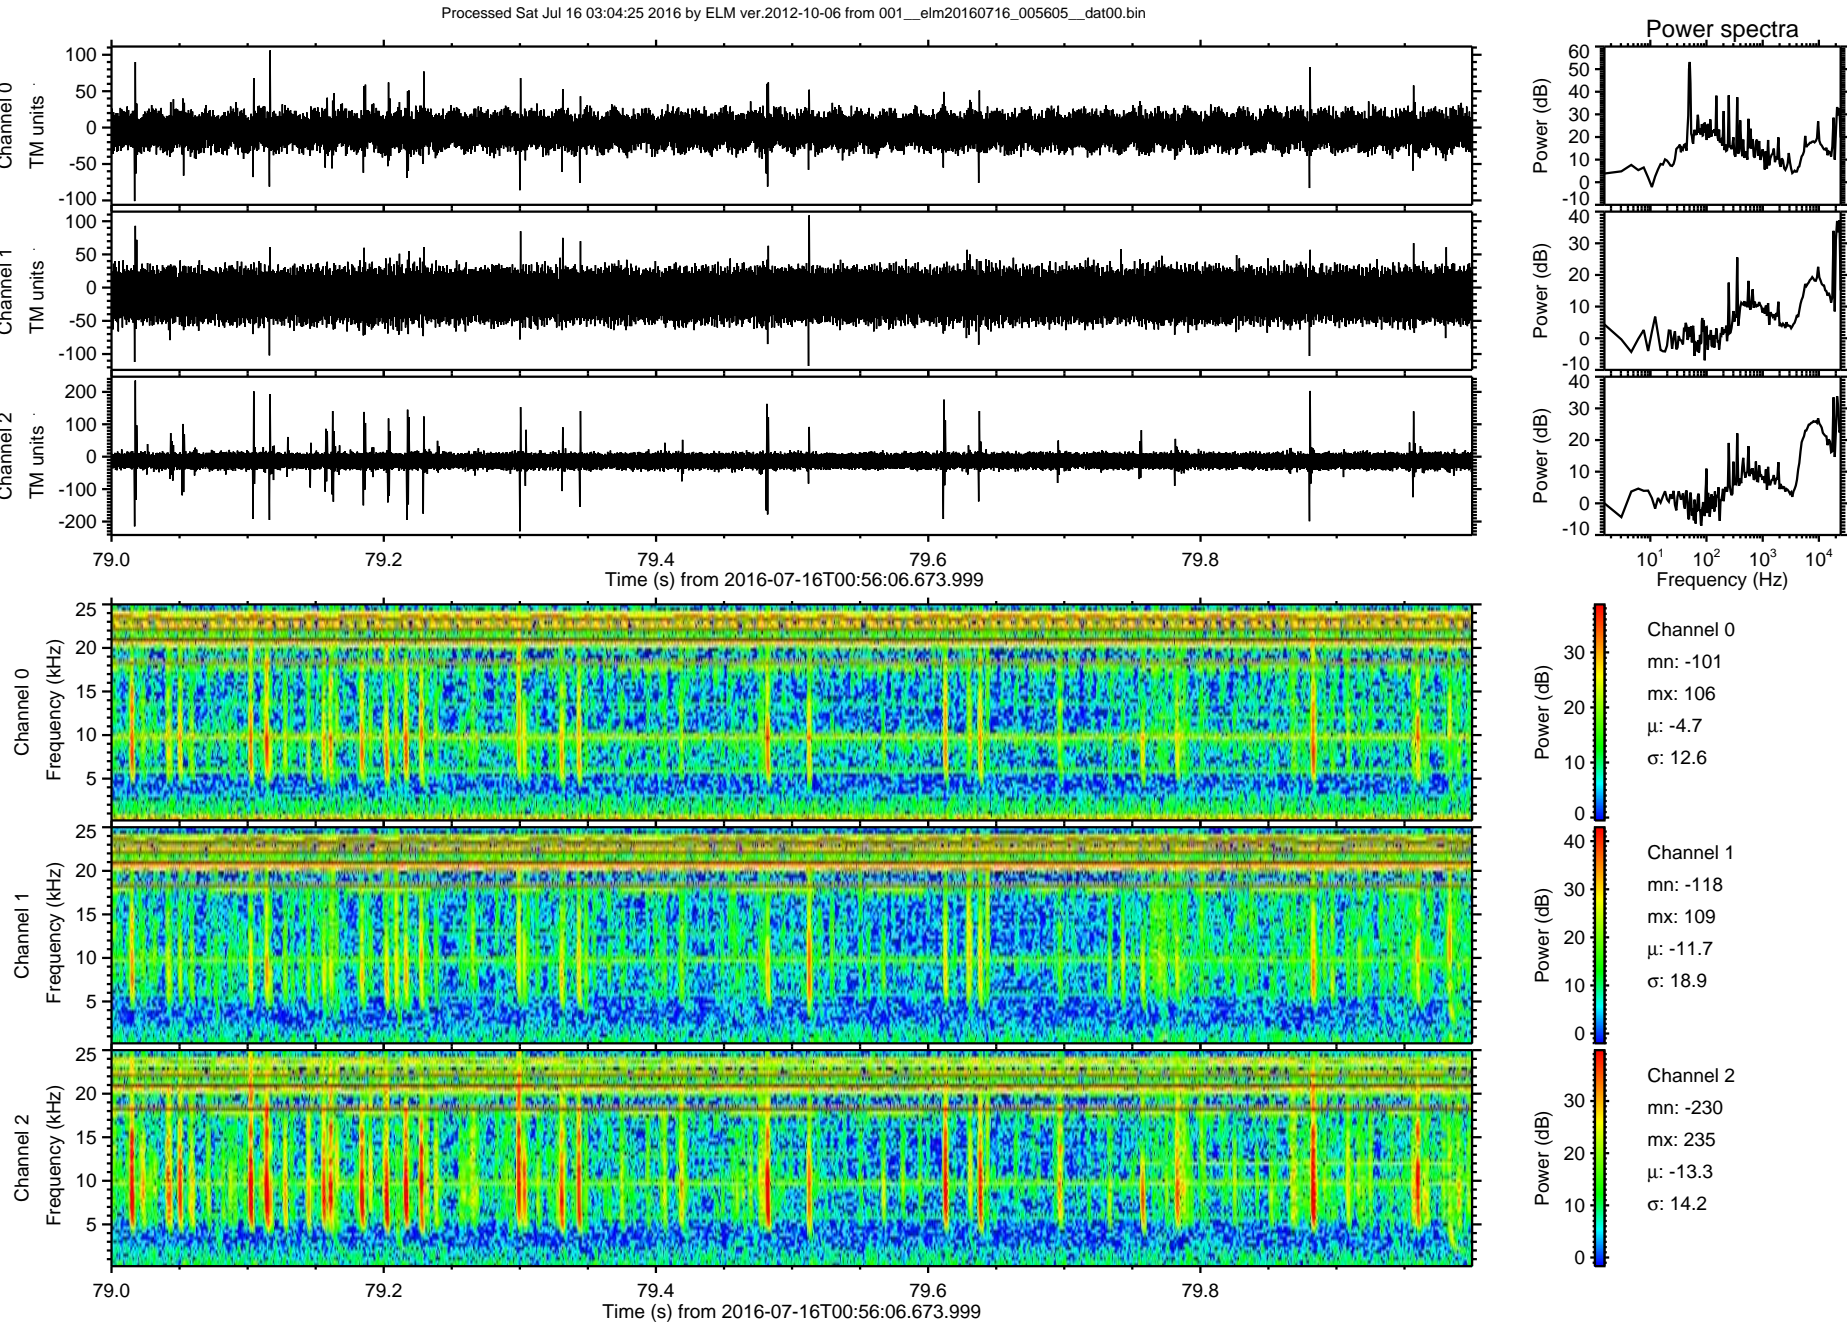 Processed Sat Jul 16 03:04:25 2016 by ELM ver.2012-10-06 from 001__elm20160716_005605__dat00.bin
Power spectra
Channel 0
TM units
100
50
0
-50
-100
Power (dB)
60
50
40
30
20
10
0
-10
Channel 1
TM units
100
50
0
-50
-100
Power (dB)
40
30
20
10
0
-10
Channel 2
TM units
200
100
0
-100
-200
Power (dB)
40
30
20
10
0
-10
79.0 79.2 79.4 79.6 79.8
Time (s) from 2016-07-16T00:56:06.673.999
10¹ 10² 10³ 10⁴
Frequency (Hz)
Channel 0
Frequency (kHz)
25
20
15
10
5
Power (dB)
30
20
10
0
Channel 0
mn: -101
mx: 106
μ: -4.7
σ: 12.6
Channel 1
Frequency (kHz)
25
20
15
10
5
Power (dB)
40
30
20
10
0
Channel 1
mn: -118
mx: 109
μ: -11.7
σ: 18.9
Channel 2
Frequency (kHz)
25
20
15
10
5
Power (dB)
30
20
10
0
Channel 2
mn: -230
mx: 235
μ: -13.3
σ: 14.2
79.0 79.2 79.4 79.6 79.8
Time (s) from 2016-07-16T00:56:06.673.999